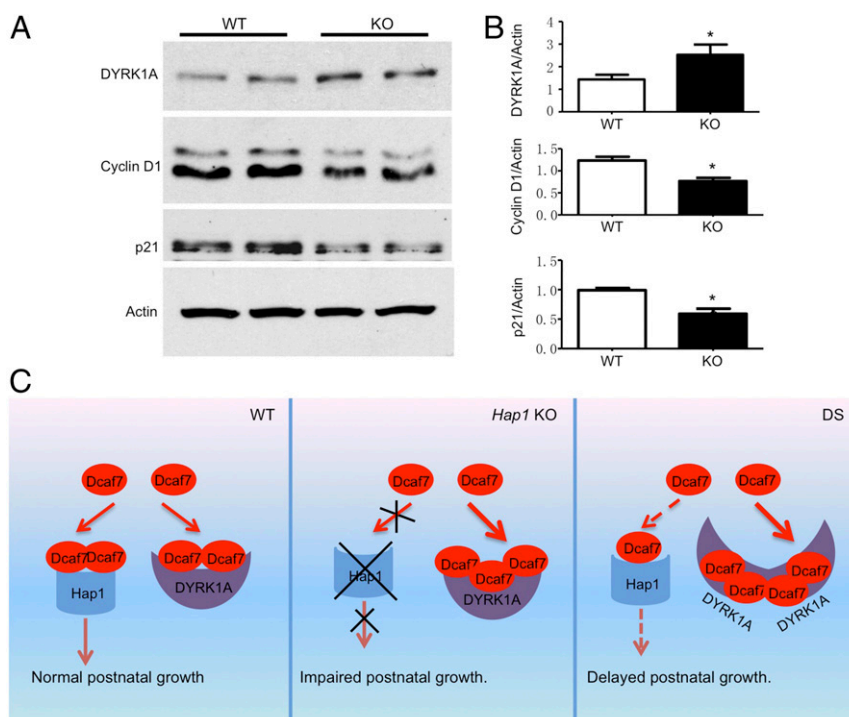 A
WT
KO
DYRK1A
Cyclin D1
p21
Actin
B
DYRK1A/Actin
4
3
2
1
0
*
WT
KO
Cyclin D1/Actin
1.5
1.0
0.5
0.0
*
WT
KO
p21/Actin
1.5
1.0
0.5
0.0
*
WT
KO
C
WT
Dcaf7
Dcaf7
Dcaf7
Dcaf7
Hap1
Dcaf7
Dcaf7
DYRK1A
Normal postnatal growth
Hap1 KO
Dcaf7
Dcaf7
Hap1
Dcaf7
Dcaf7
Dcaf7
DYRK1A
Impaired postnatal growth.
DS
Dcaf7
Dcaf7
Dcaf7
Hap1
Dcaf7
Dcaf7
Dcaf7
Dcaf7
DYRK1A
DYRK1A
Delayed postnatal growth.